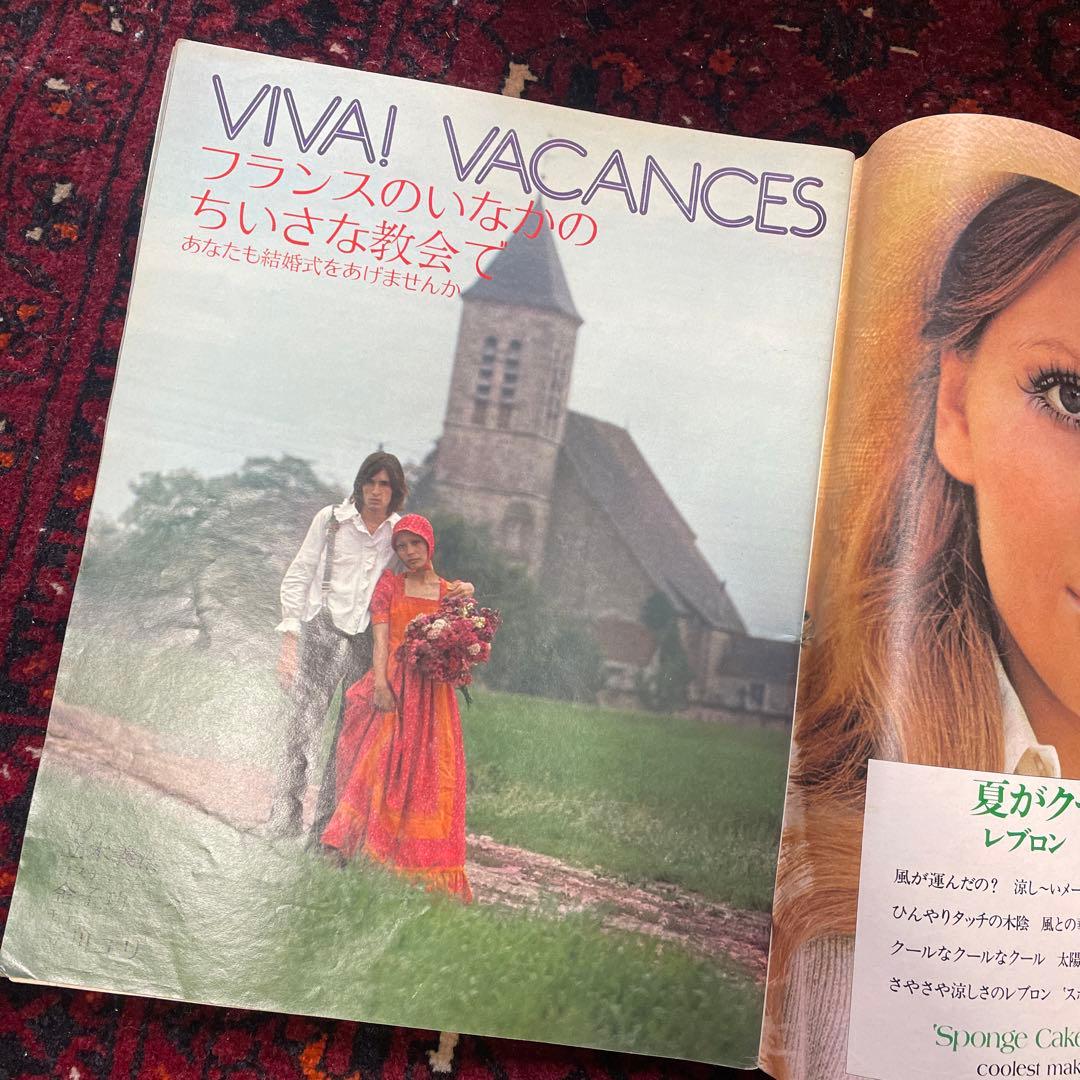 VIVA! VACANCES
フランスのいなかの
ちいさな教会で
あなたも結婚式をあげませんか
夏がク
レブロン
風が運んだの? 涼し〜いメー
ひんやりタッチの木陰 風との
クールなクールなクール 太陽
さやさや涼しさのレブロン 'ス
'Sponge Cake
coolest mak